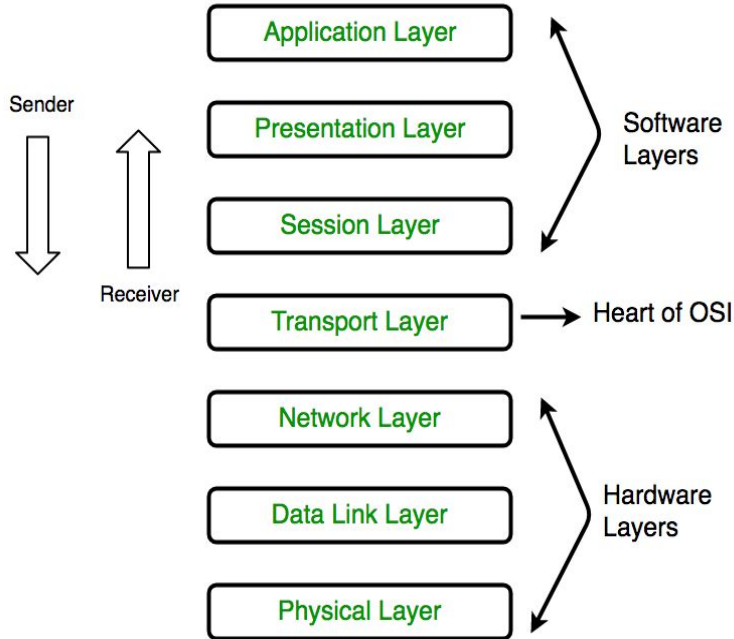 Application Layer
Sender
Presentation Layer
Software
Layers
Session Layer
Receiver
Transport Layer
Heart of OSI
Network Layer
Hardware
Layers
Data Link Layer
Physical Layer